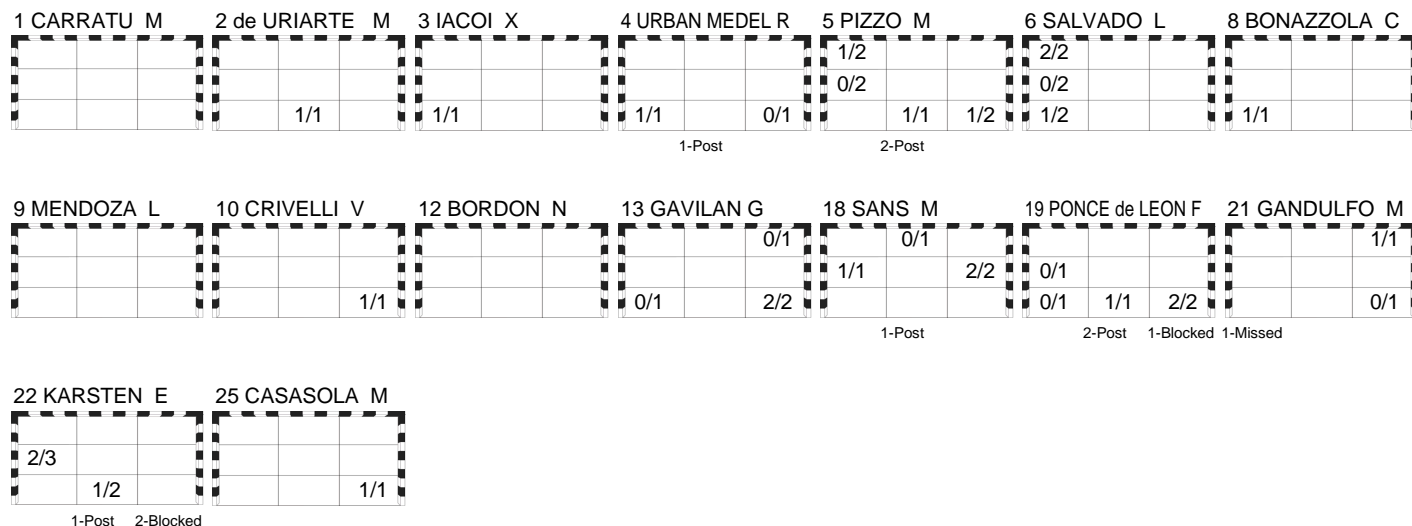 1 CARRATU M 2 de URIARTE M 3 IACOI X 4 URBAN MEDEL R 5 PIZZO M 6 SALVADO L 8 BONAZZOLA C
1/2 2/2
0/2 0/2
1/1 1/1 1/1 0/1 1/1 1/2 1/2 1/1
1-Post 2-Post
9 MENDOZA L 10 CRIVELLI V 12 BORDON N 13 GAVILAN G 18 SANS M 19 PONCE de LEON F 21 GANDULFO M
0/1 0/1 1/1
1/1 2/2 0/1
1/1 0/1 2/2 0/1 1/1 2/2 0/1
1-Post 2-Post 1-Blocked 1-Missed
22 KARSTEN E 25 CASASOLA M
2/3
1/2 1/1
1-Post 2-Blocked